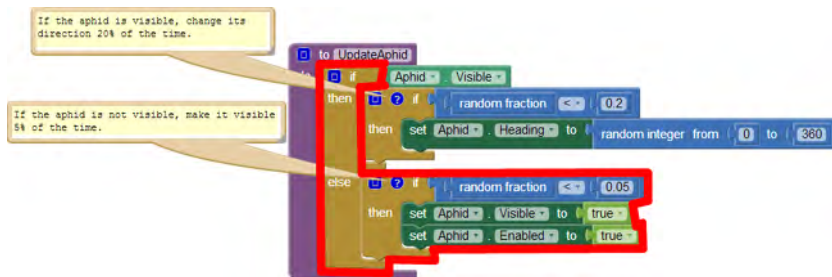 If the aphid is visible, change its
direction 20% of the time.
to UpdateAphid
do if Aphid . Visible
then if random fraction < 0.2
then set Aphid . Heading to random integer from 0 to 360
If the aphid is not visible, make it visible
5% of the time.
else if random fraction < 0.05
then set Aphid . Visible to true
set Aphid . Enabled to true